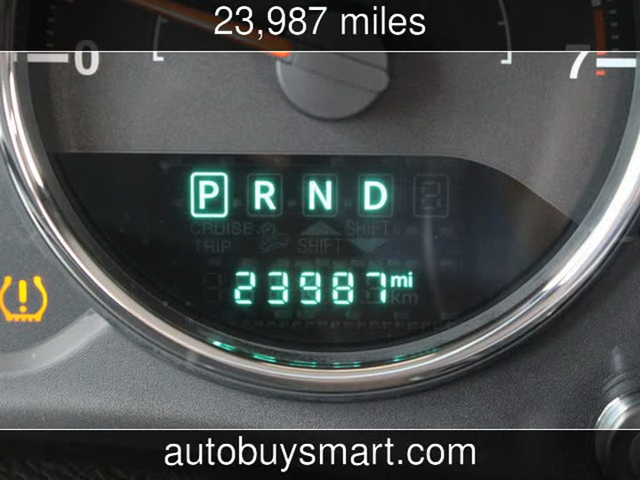 23,987 miles
0 7
P R N D
CRUISE SHIFT
TRIP SHIFT
23987 mi
km
autobuysmart.com